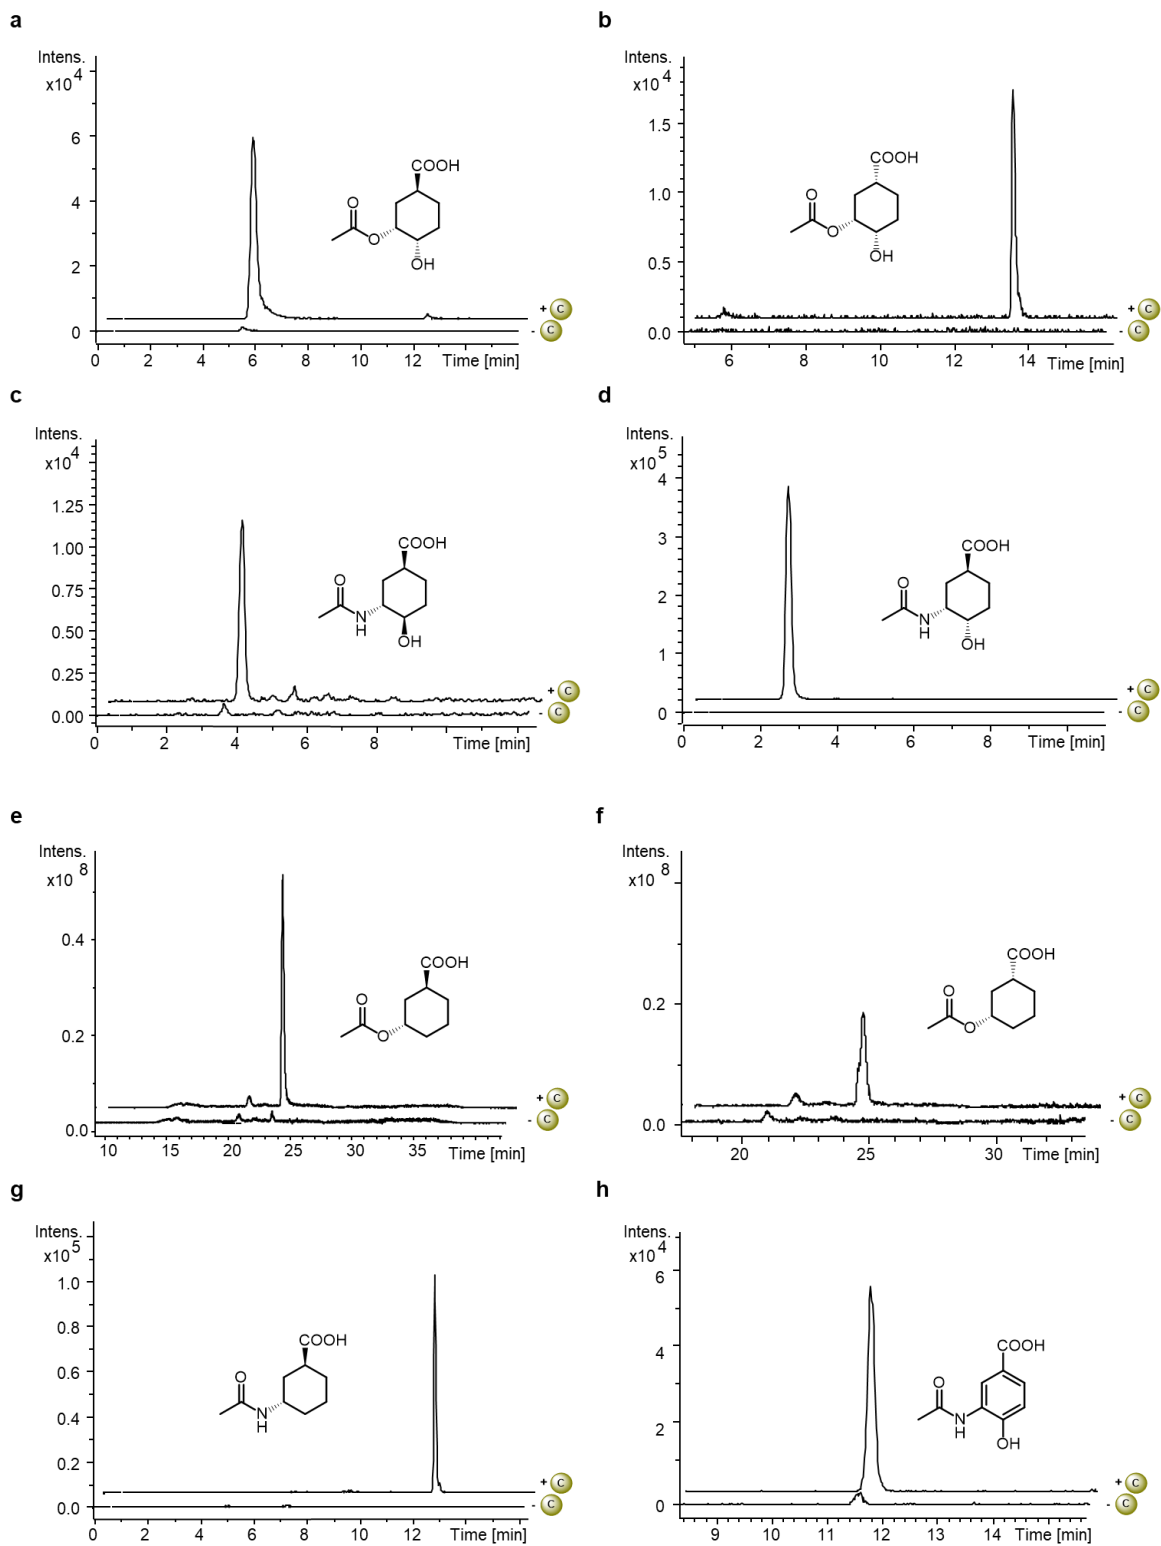 a
Intens.
x10 4
6
4
2
0
0 2 4 6 8 10 12 Time [min]
COOH
O
O
OH
+ C
- C
b
Intens.
x10 4
1.5
1.0
0.5
0.0
6 8 10 12 14 Time [min]
COOH
O
O
OH
+ C
- C
c
Intens.
x10 4
1.25
1.00
0.75
0.50
0.25
0.00
0 2 4 6 8 Time [min]
COOH
O
N
H
OH
+ C
- C
d
Intens.
x10 5
4
3
2
1
0
0 2 4 6 8 Time [min]
COOH
O
N
H
OH
+ C
- C
e
Intens.
x10 8
0.4
0.2
0.0
10 15 20 25 30 35 Time [min]
COOH
O
O
+ C
- C
f
Intens.
x10 8
0.2
0.0
20 25 30 Time [min]
COOH
O
O
+ C
- C
g
Intens.
x10 5
1.0
0.8
0.6
0.4
0.2
0.0
0 2 4 6 8 10 12 Time [min]
COOH
O
N
H
+ C
- C
h
Intens.
x10 4
6
4
2
0
9 10 11 12 13 14 Time [min]
COOH
O
N
H
OH
+ C
- C